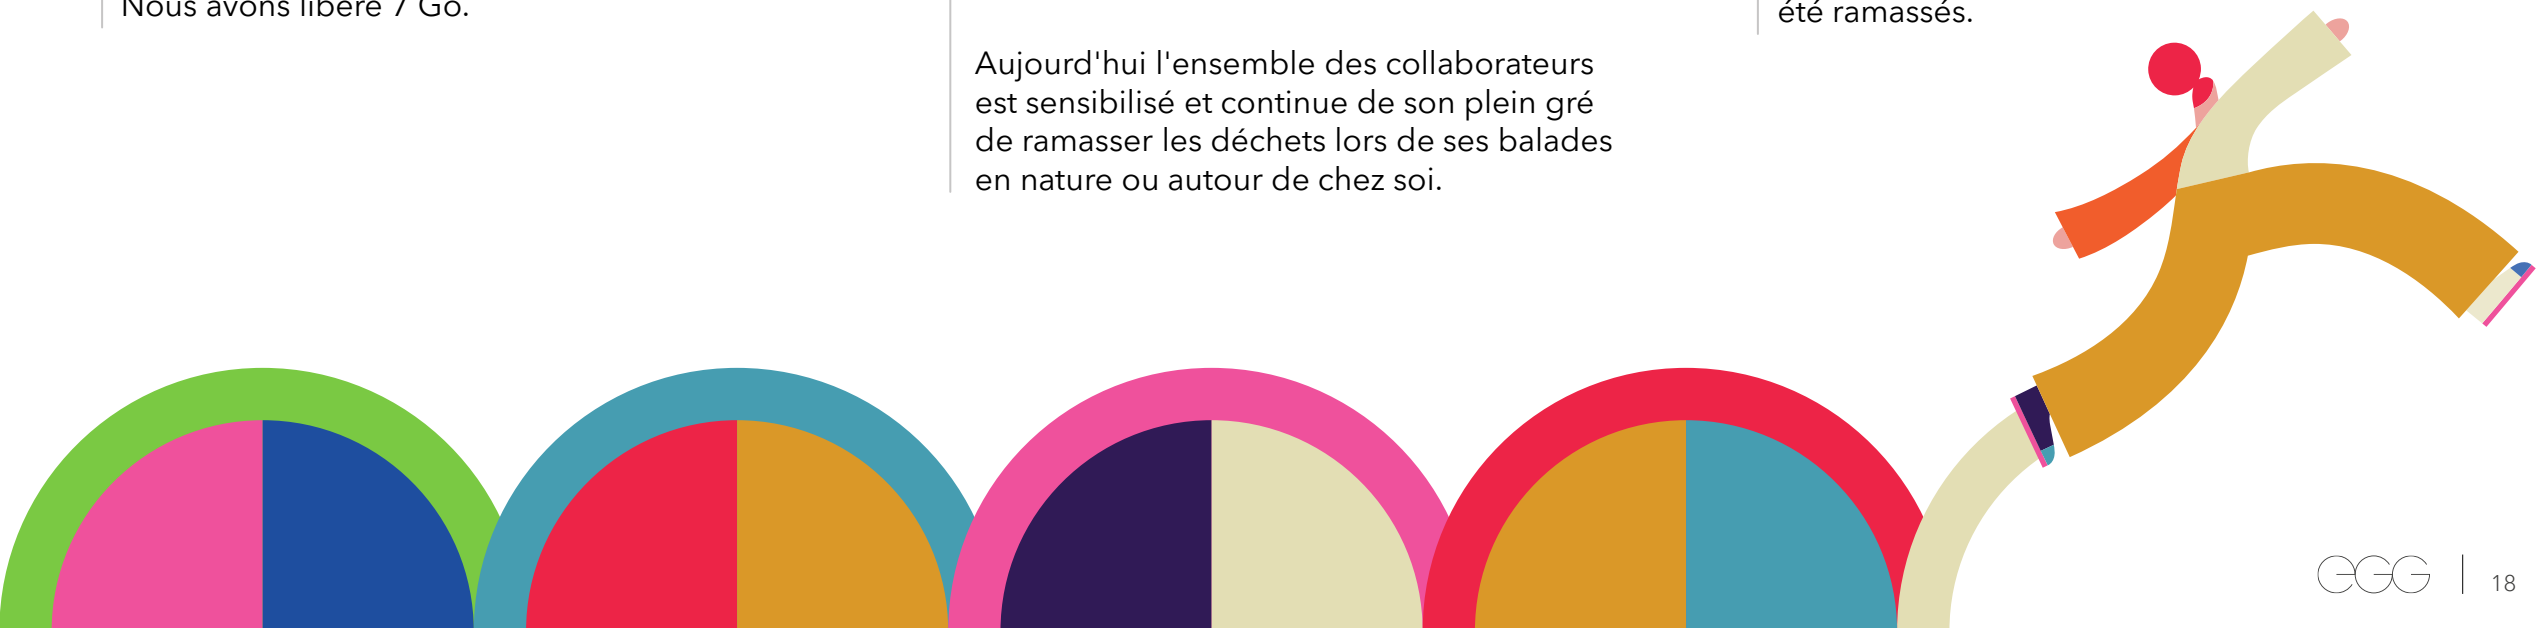 Nous avons libéré 7 Go.
Aujourd'hui l'ensemble des collaborateurs
est sensibilisé et continue de son plein gré
de ramasser les déchets lors de ses balades
en nature ou autour de chez soi.
été ramassés.
eGG
18